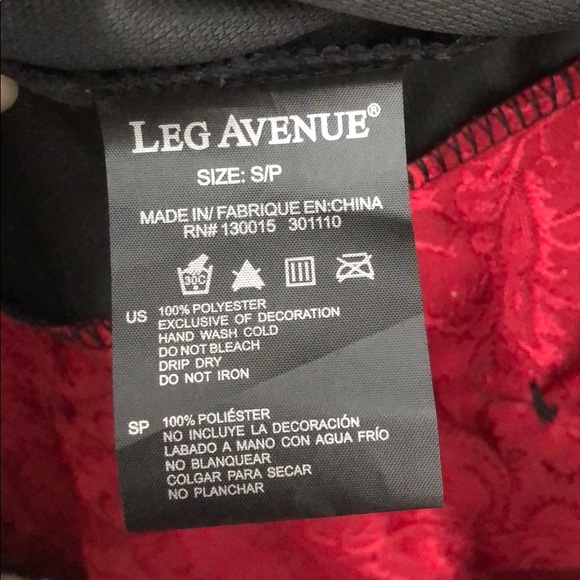 LEG AVENUE®
SIZE: S/P
MADE IN/ FABRIQUE EN:CHINA
RN# 130015 301110
30C
US 100% POLYESTER
EXCLUSIVE OF DECORATION
HAND WASH COLD
DO NOT BLEACH
DRIP DRY
DO NOT IRON
SP 100% POLIÉSTER
NO INCLUYE LA DECORACIÓN
LABADO A MANO CON AGUA FRÍO
NO BLANQUEAR
COLGAR PARA SECAR
NO PLANCHAR